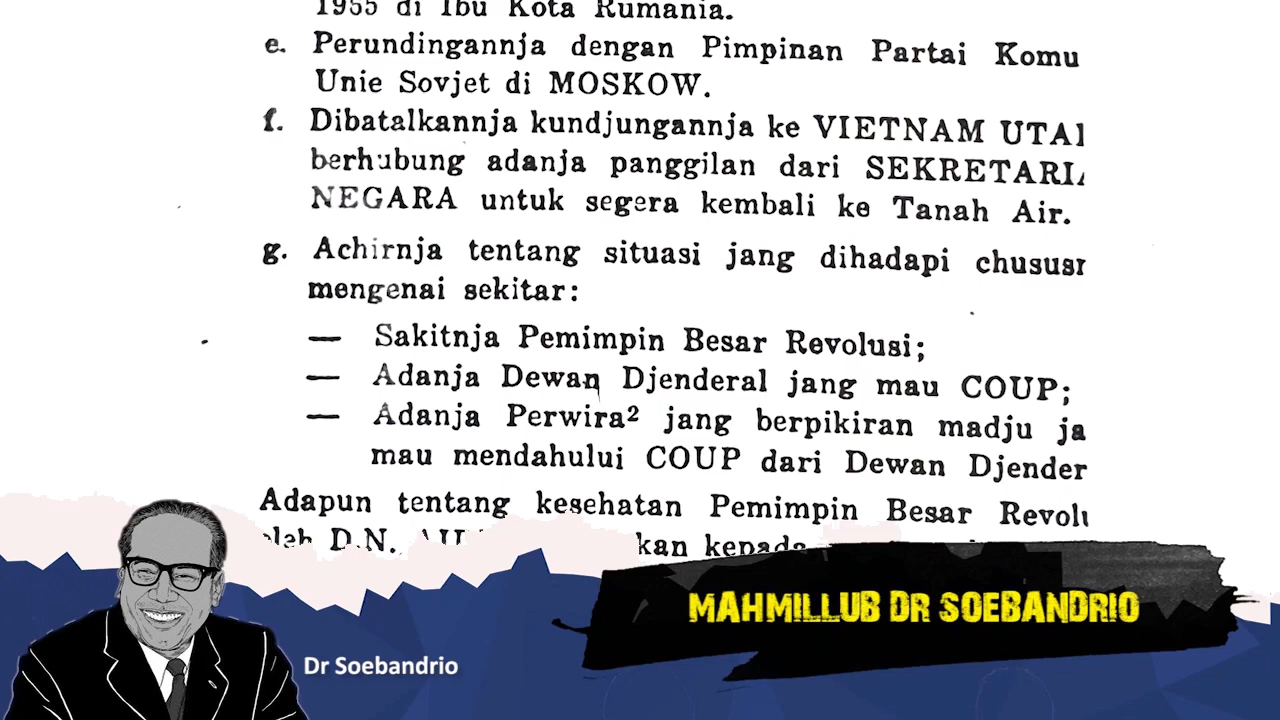 1955 di Ibu Kota Rumania.
e. Perundingannja dengan Pimpinan Partai Komu
Unie Sovjet di MOSKOW.
f. Dibatalkannja kundjungannja ke VIETNAM UTA
berhubung adanja panggilan dari SEKRETARI
NEGARA untuk segera kembali ke Tanah Air.
g. Achirnja tentang situasi jang dihadapi chusus
mengenai sekitar:
— Sakitnja Pemimpin Besar Revolusi;
— Adanja Dewan Djenderal jang mau COUP;
— Adanja Perwira² jang berpikiran madju ja
mau mendahului COUP dari Dewan Djender
Adapun tentang kesehatan Pemimpin Besar Revol
oleh D.N. kan kepada
MAHMILLUB DR SOEBANDRIO
Dr Soebandrio